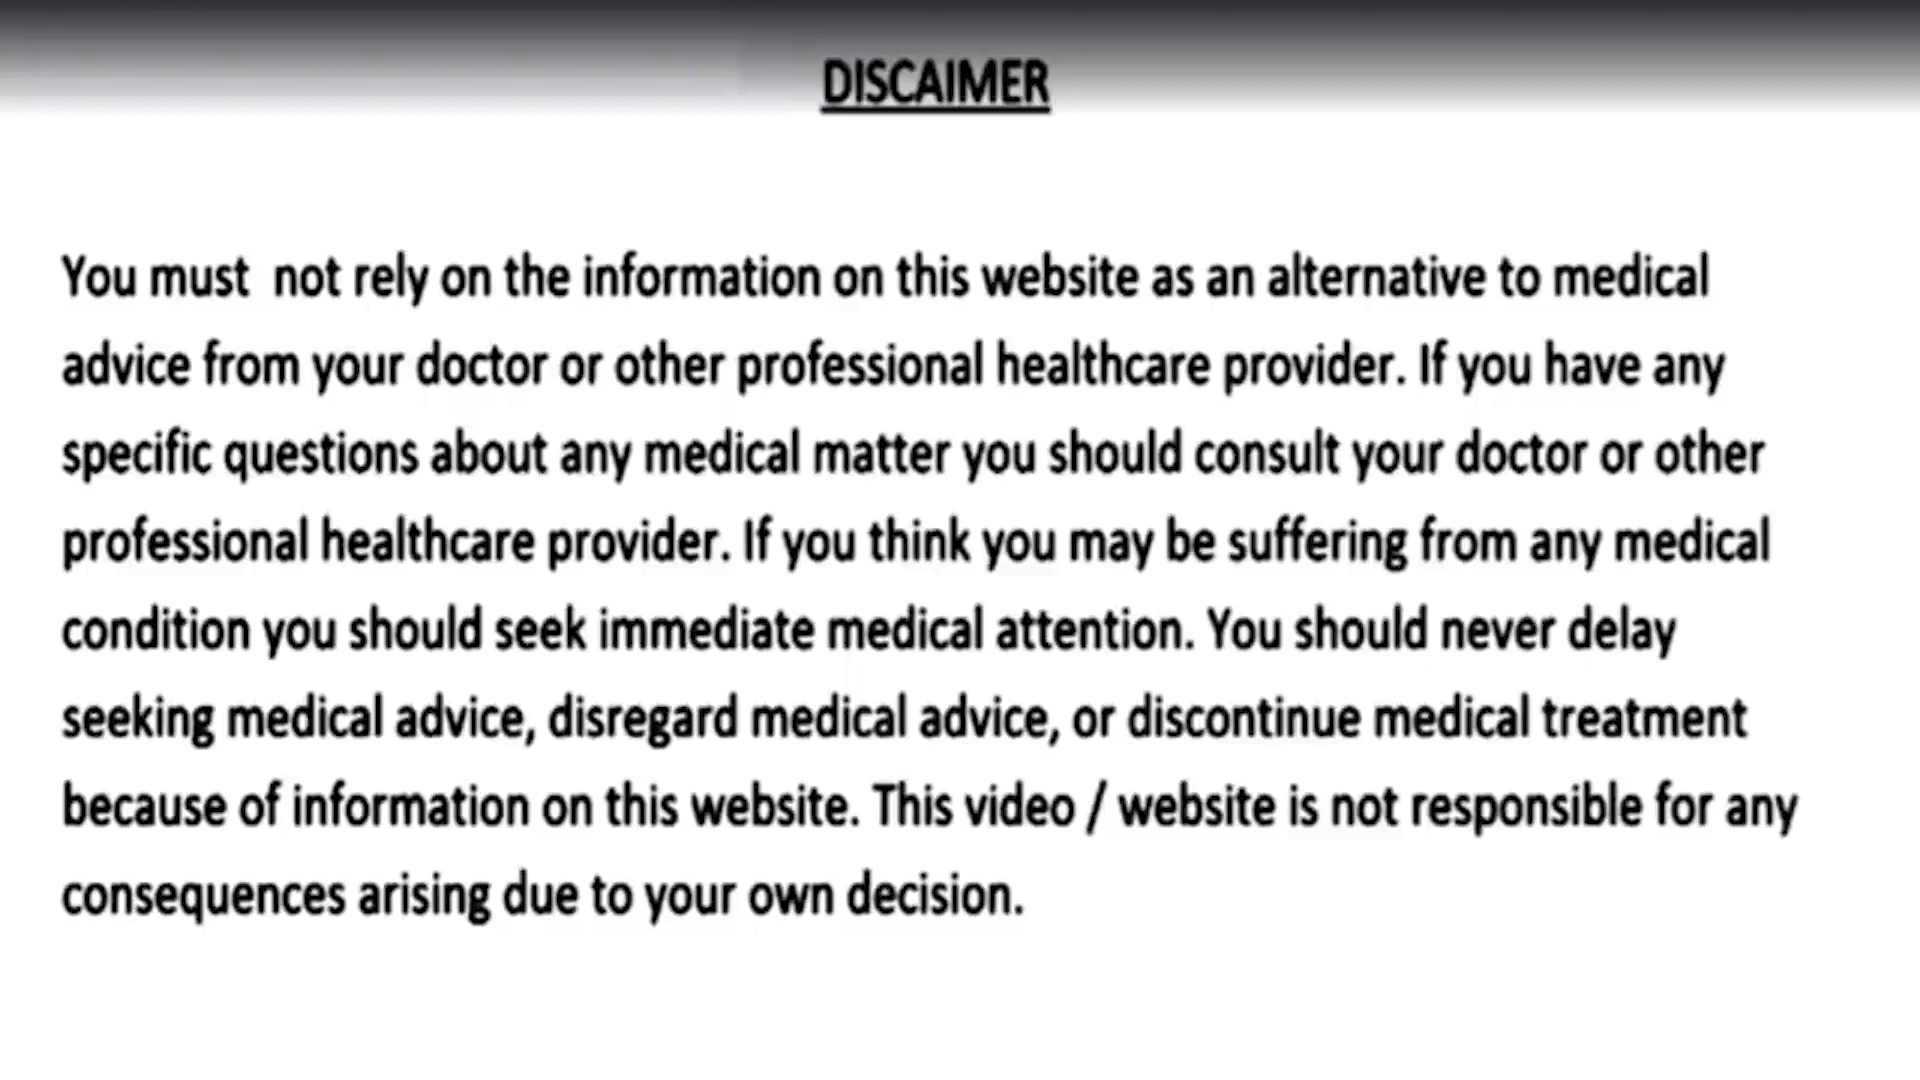 DISCAIMER
You must  not rely on the information on this website as an alternative to medical
advice from your doctor or other professional healthcare provider. If you have any
specific questions about any medical matter you should consult your doctor or other
professional healthcare provider. If you think you may be suffering from any medical
condition you should seek immediate medical attention. You should never delay
seeking medical advice, disregard medical advice, or discontinue medical treatment
because of information on this website. This video / website is not responsible for any
consequences arising due to your own decision.